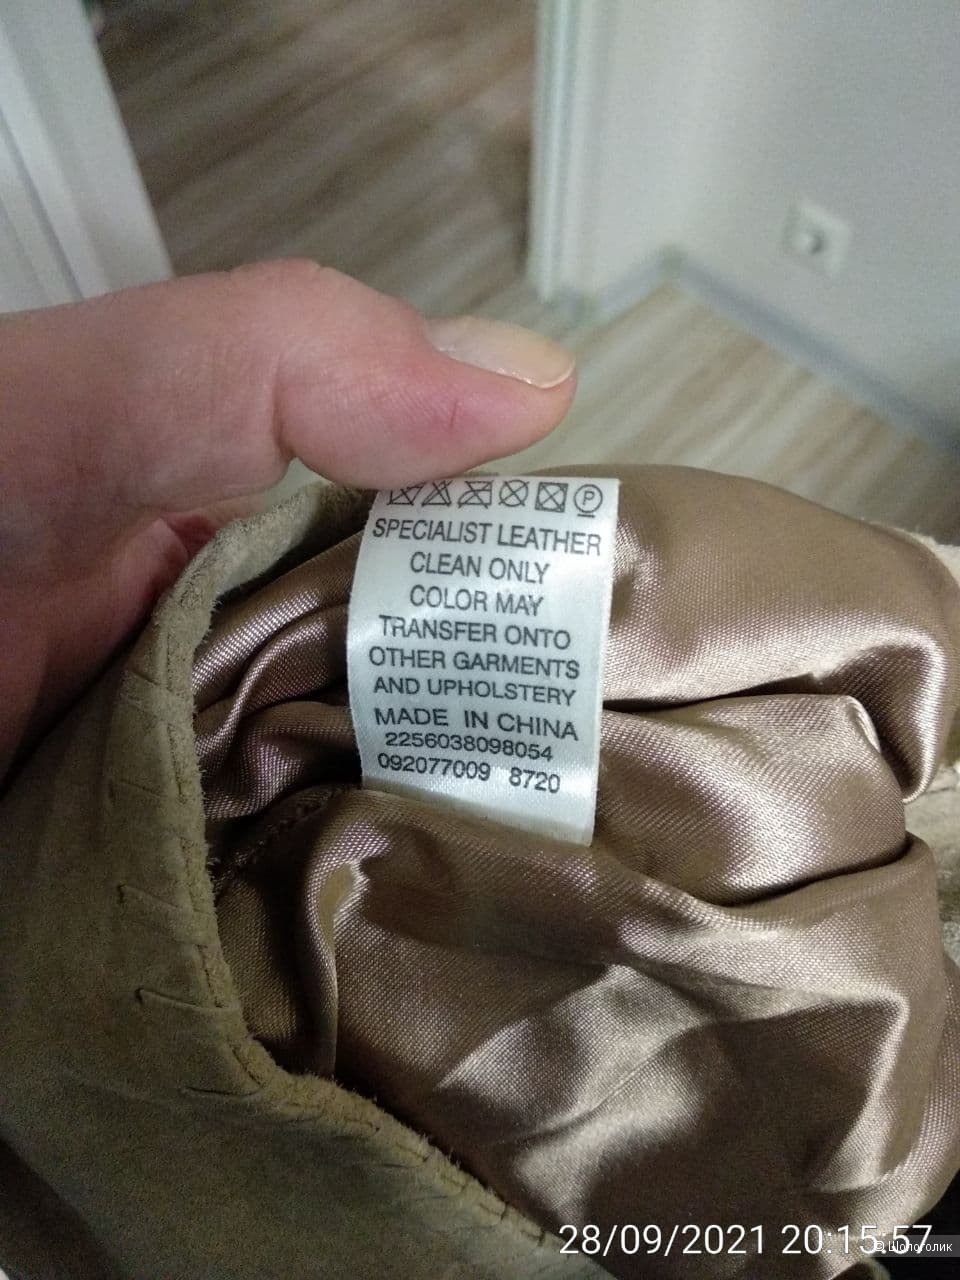 P
SPECIALIST LEATHER
CLEAN ONLY
COLOR MAY
TRANSFER ONTO
OTHER GARMENTS
AND UPHOLSTERY
MADE IN CHINA
2256038098054
092077009 8720
28/09/2021 20:15:57
Шопоголик